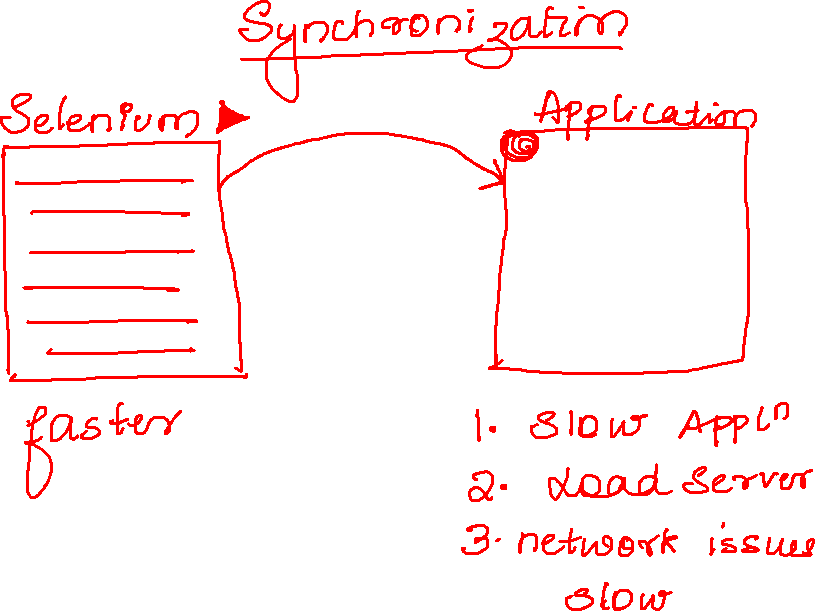 Synchronization
Selenium
Application
faster
1. Slow Appln
2. Load Server
3. network issues
slow